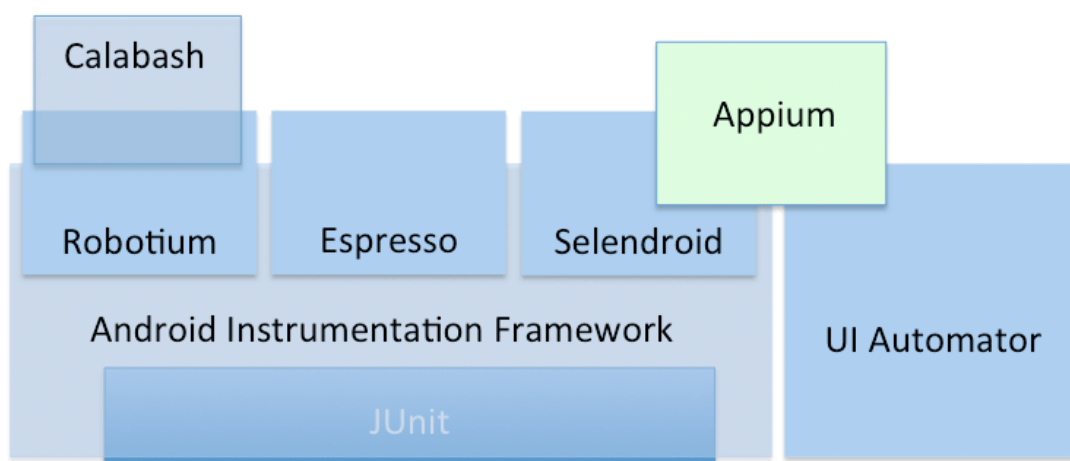 Calabash
Appium
Robotium
Espresso
Selendroid
Android Instrumentation Framework
UI Automator
JUnit